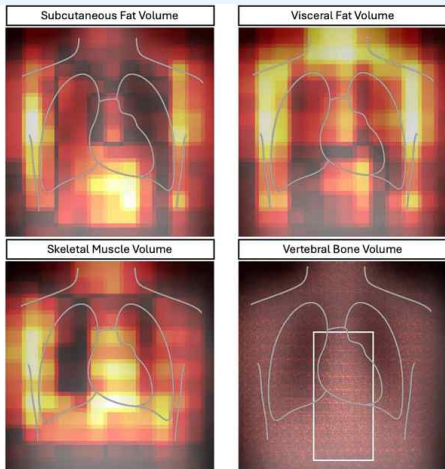 Subcutaneous Fat Volume
Visceral Fat Volume
Skeletal Muscle Volume
Vertebral Bone Volume